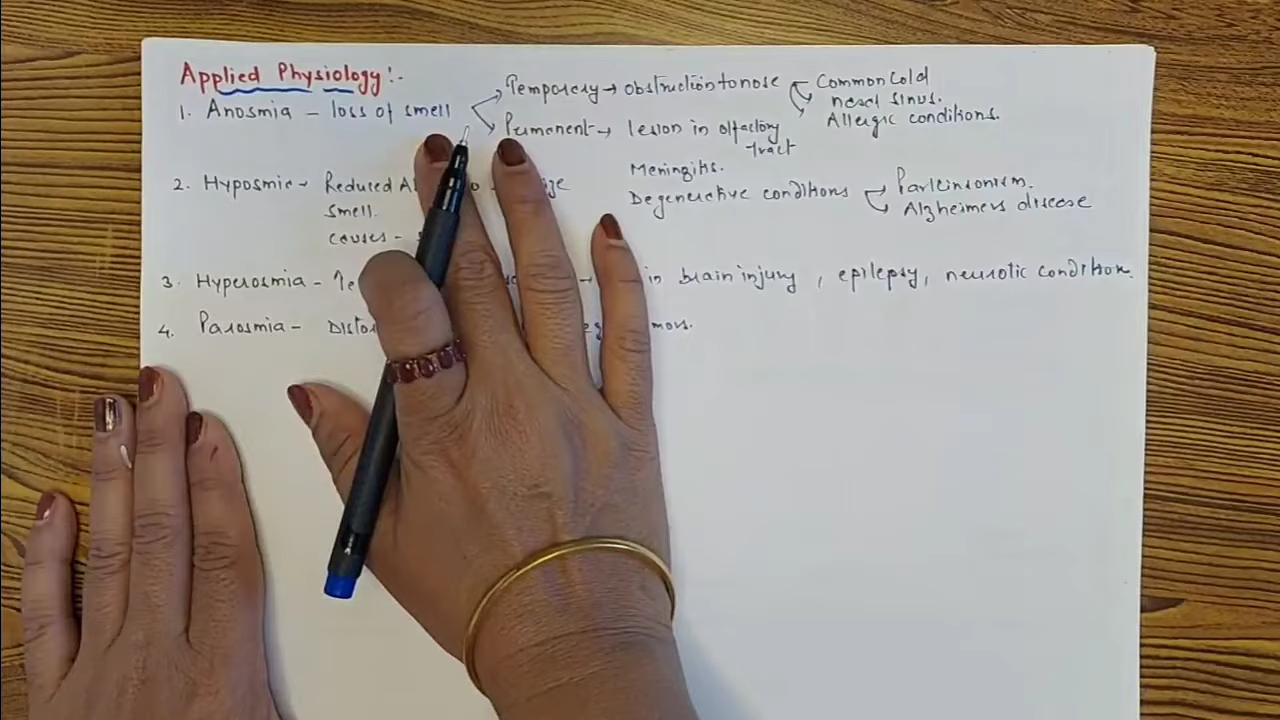 Applied Physiology:-
1. Anosmia - loss of smell
Temporary → obstruction to nose
Common Cold
nasal sinus.
Allergic conditions.
Permanent → lesion in olfactory
tract
Meningitis.
Degenerative conditions
Parkinsonism.
Alzheimers disease
2. Hyposmia → Reduced
smell.
causes -
3. Hyperosmia - in brain injury, epilepsy, neurotic condition.
4. Parosmia -